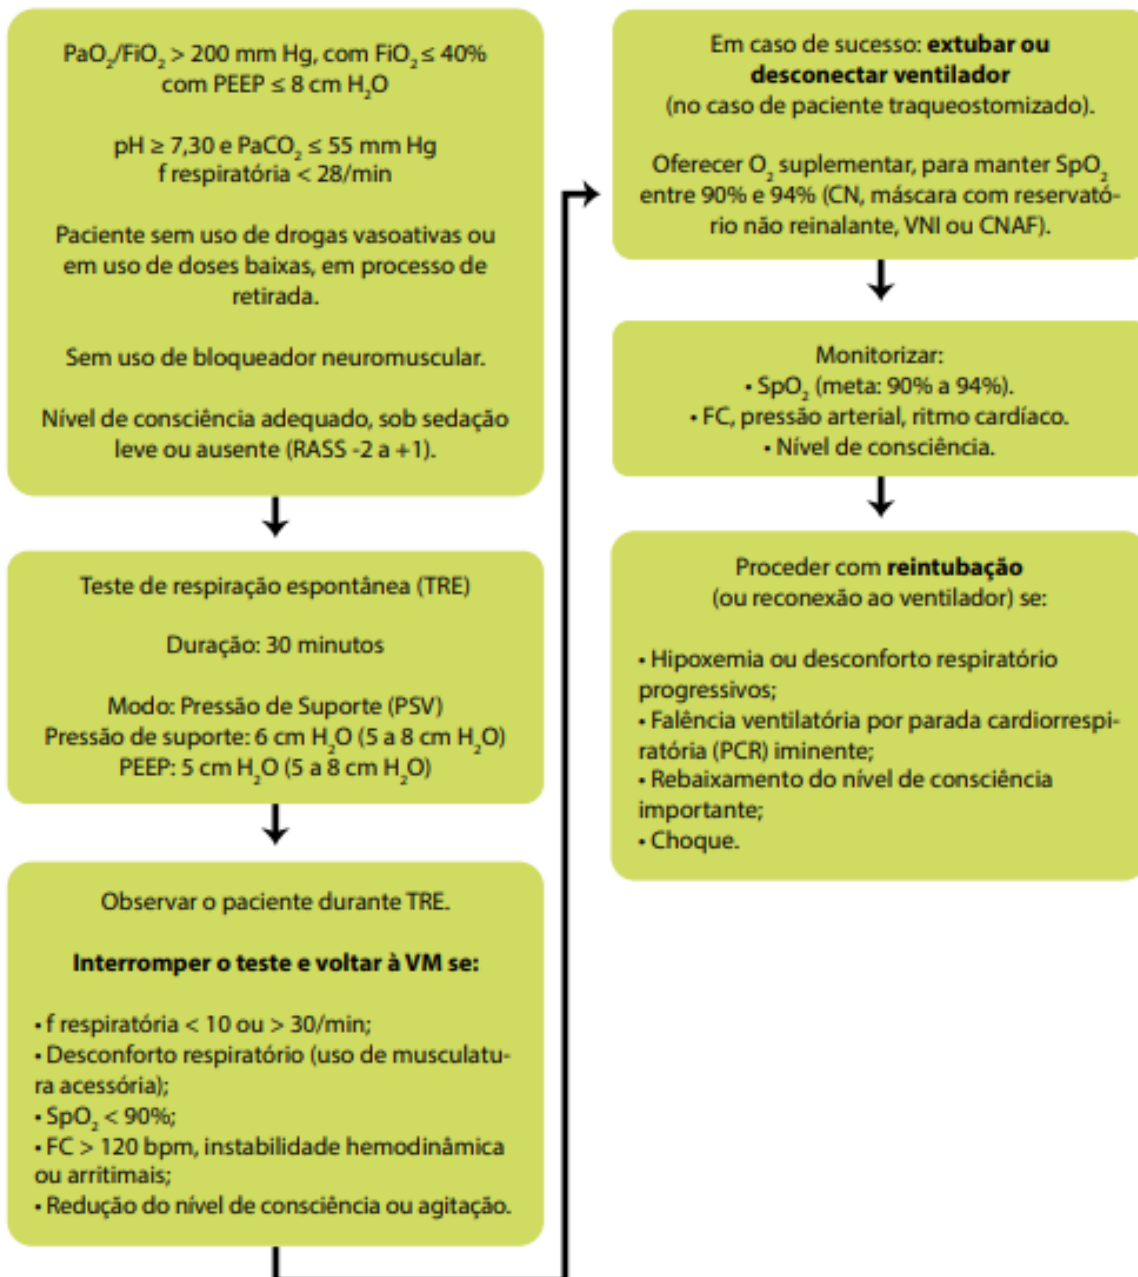 PaO₂/FiO₂ > 200 mm Hg, com FiO₂ ≤ 40%
com PEEP ≤ 8 cm H₂O
pH ≥ 7,30 e PaCO₂ ≤ 55 mm Hg
f respiratória < 28/min
Paciente sem uso de drogas vasoativas ou
em uso de doses baixas, em processo de
retirada.
Sem uso de bloqueador neuromuscular.
Nível de consciência adequado, sob sedação
leve ou ausente (RASS -2 a +1).
Teste de respiração espontânea (TRE)
Duração: 30 minutos
Modo: Pressão de Suporte (PSV)
Pressão de suporte: 6 cm H₂O (5 a 8 cm H₂O)
PEEP: 5 cm H₂O (5 a 8 cm H₂O)
Observar o paciente durante TRE.
Interromper o teste e voltar à VM se:
• f respiratória < 10 ou > 30/min;
• Desconforto respiratório (uso de musculatu-
ra acessória);
• SpO₂ < 90%;
• FC > 120 bpm, instabilidade hemodinâmica
ou arritimais;
• Redução do nível de consciência ou agitação.
Em caso de sucesso: extubar ou
desconectar ventilador
(no caso de paciente traqueostomizado).
Oferecer O₂ suplementar, para manter SpO₂
entre 90% e 94% (CN, máscara com reservató-
rio não reinalante, VNI ou CNAF).
Monitorizar:
• SpO₂ (meta: 90% a 94%).
• FC, pressão arterial, ritmo cardíaco.
• Nível de consciência.
Proceder com reintubação
(ou reconexão ao ventilador) se:
• Hipoxemia ou desconforto respiratório
progressivos;
• Falência ventilatória por parada cardiorrespi-
ratória (PCR) iminente;
• Rebaixamento do nível de consciência
importante;
• Choque.